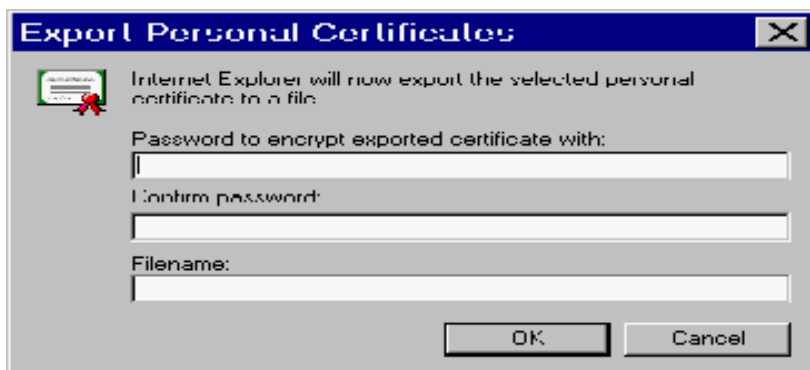 Export Personal Certificates
Internet Explorer will now export the selected personal
certificate to a file
Password to encrypt exported certificate with:
Confirm password:
Filename:
OK
Cancel